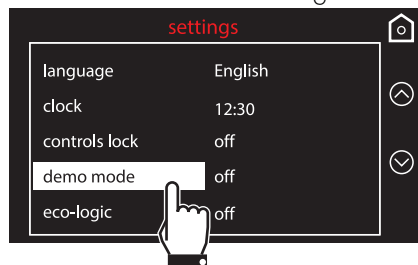 settings
language English
clock 12:30
controls lock off
demo mode off
eco-logic off